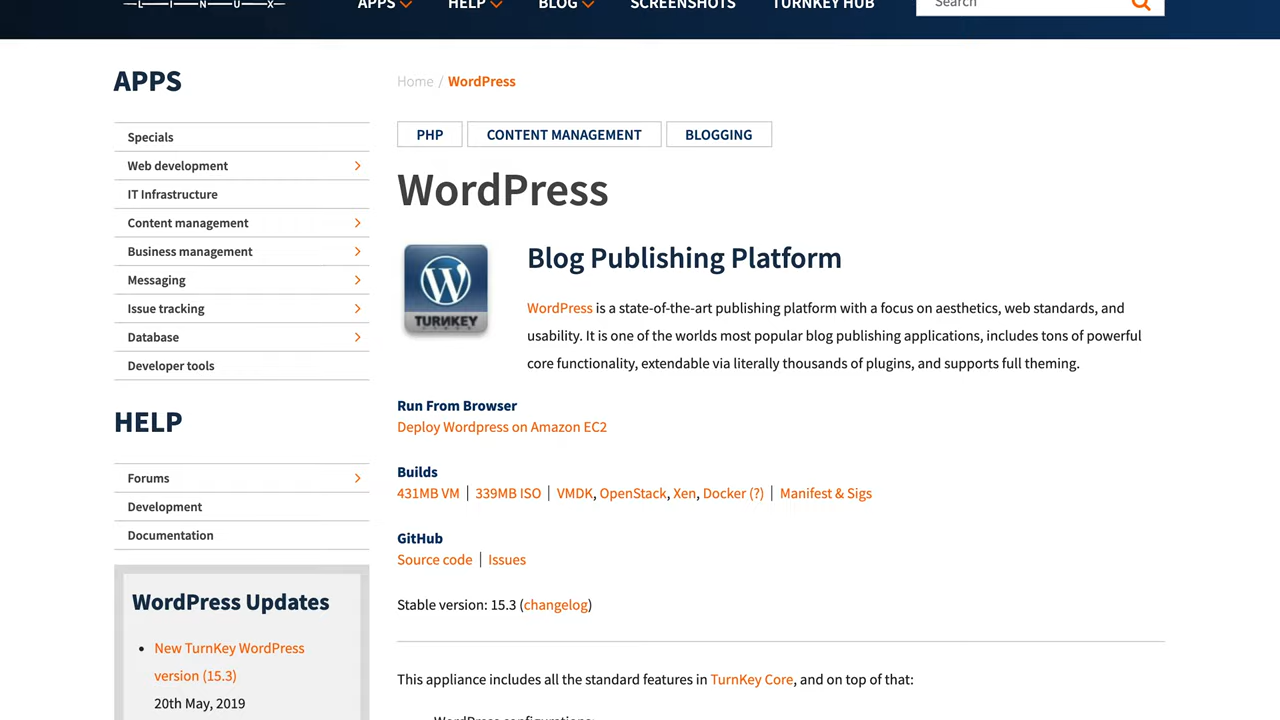 LINUX
APPS HELP BLOG SCREENSHOTS TURNKEY HUB Search
APPS
Specials
Web development
IT Infrastructure
Content management
Business management
Messaging
Issue tracking
Database
Developer tools
HELP
Forums
Development
Documentation
WordPress Updates
• New TurnKey WordPress
version (15.3)
20th May, 2019
Home / WordPress
PHP CONTENT MANAGEMENT BLOGGING
WordPress
TURNKEY
LINUX
Blog Publishing Platform
WordPress is a state-of-the-art publishing platform with a focus on aesthetics, web standards, and
usability. It is one of the worlds most popular blog publishing applications, includes tons of powerful
core functionality, extendable via literally thousands of plugins, and supports full theming.
Run From Browser
Deploy Wordpress on Amazon EC2
Builds
431MB VM | 339MB ISO | VMDK, OpenStack, Xen, Docker (?) | Manifest & Sigs
GitHub
Source code | Issues
Stable version: 15.3 (changelog)
This appliance includes all the standard features in TurnKey Core, and on top of that:
WordPress configurations: